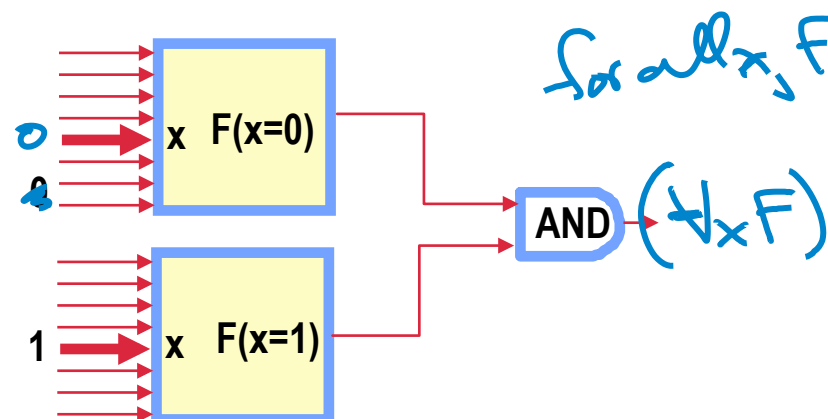 for all x, F
0
x F(x=0)
AND (∀xF)
1 x F(x=1)